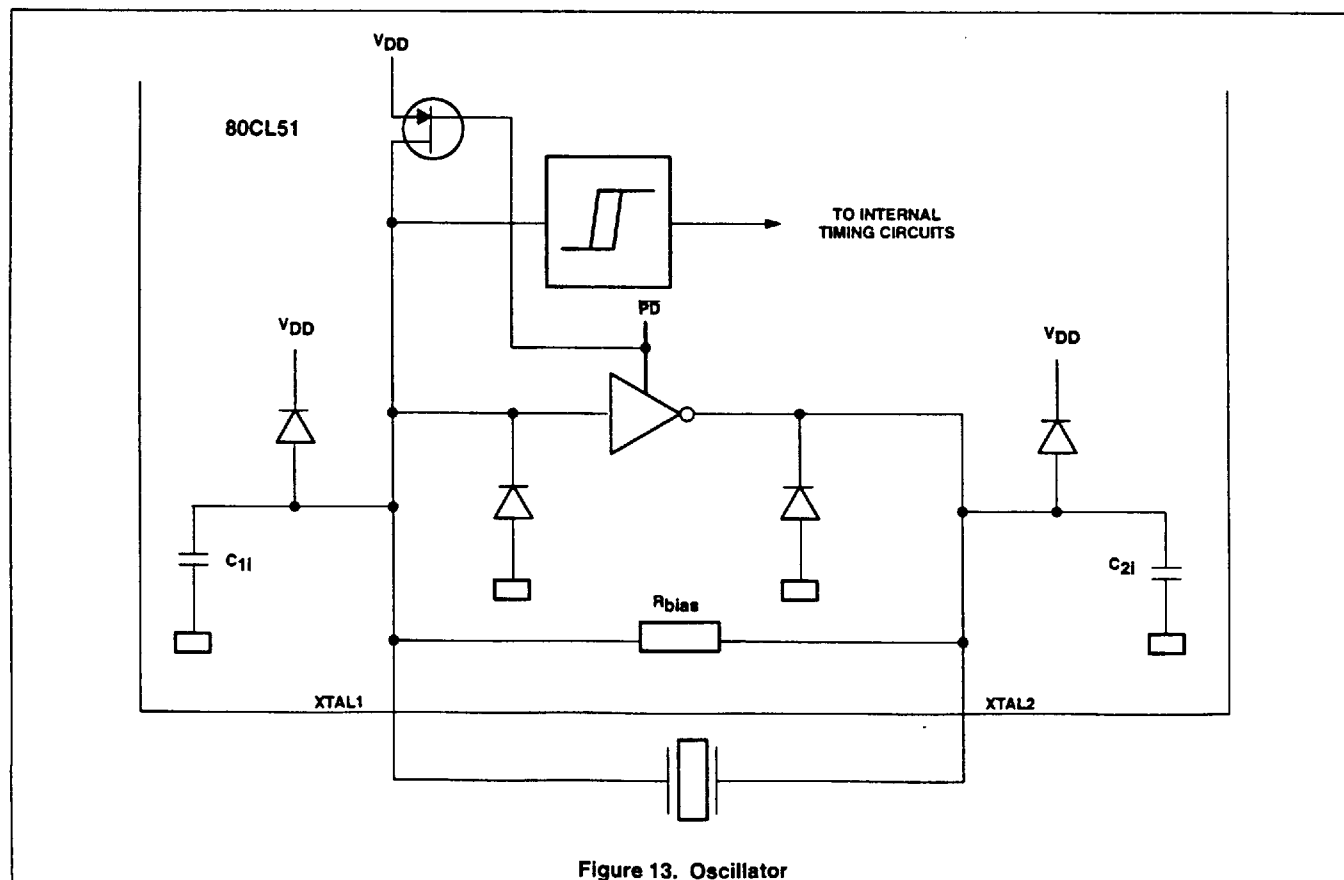 VDD
80CL51
TO INTERNAL
TIMING CIRCUITS
PD
VDD
VDD
C1i
C2i
Rbias
XTAL1
XTAL2
Figure 13. Oscillator